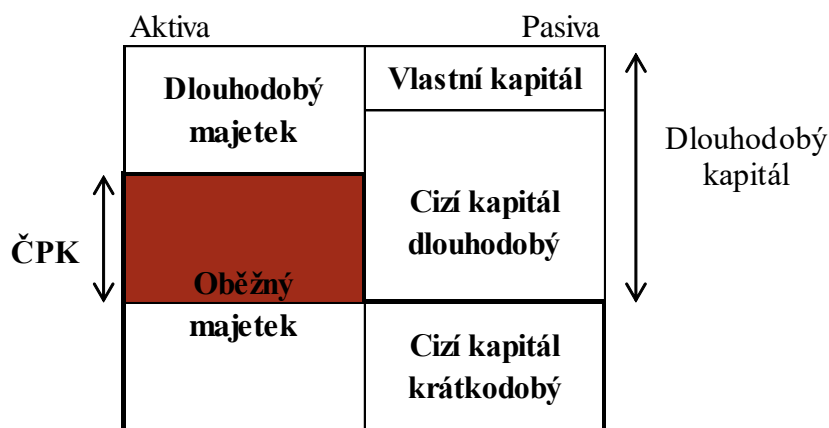 Aktiva
Pasiva
Dlouhodobý
majetek
Vlastní kapitál
Dlouhodobý
kapitál
Cizí kapitál
dlouhodobý
ČPK
Oběžný
majetek
Cizí kapitál
krátkodobý